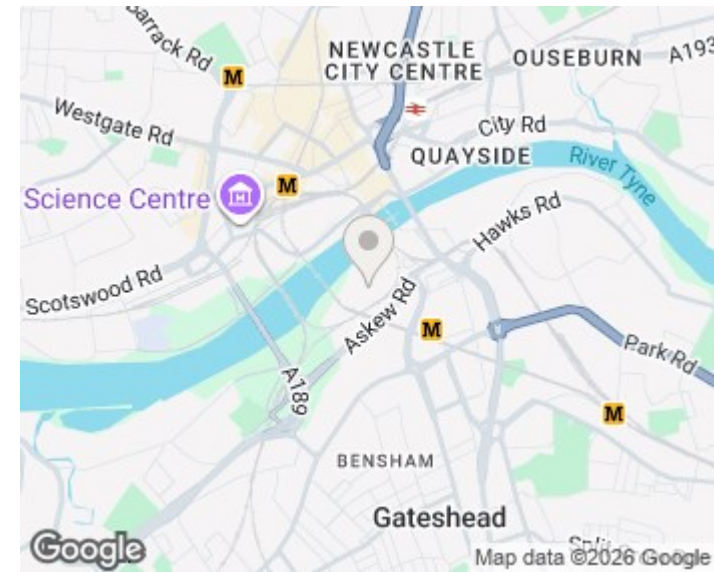 Barrack Rd
NEWCASTLE
CITY CENTRE
OUSEBURN
A193
M
Westgate Rd
City Rd
QUAYSIDE
River Tyne
M
Science Centre
Hawks Rd
Scotswood Rd
Askew Rd
M
Park Rd
A189
M
BENSHAM
Gateshead
Google
Map data ©2026 Google